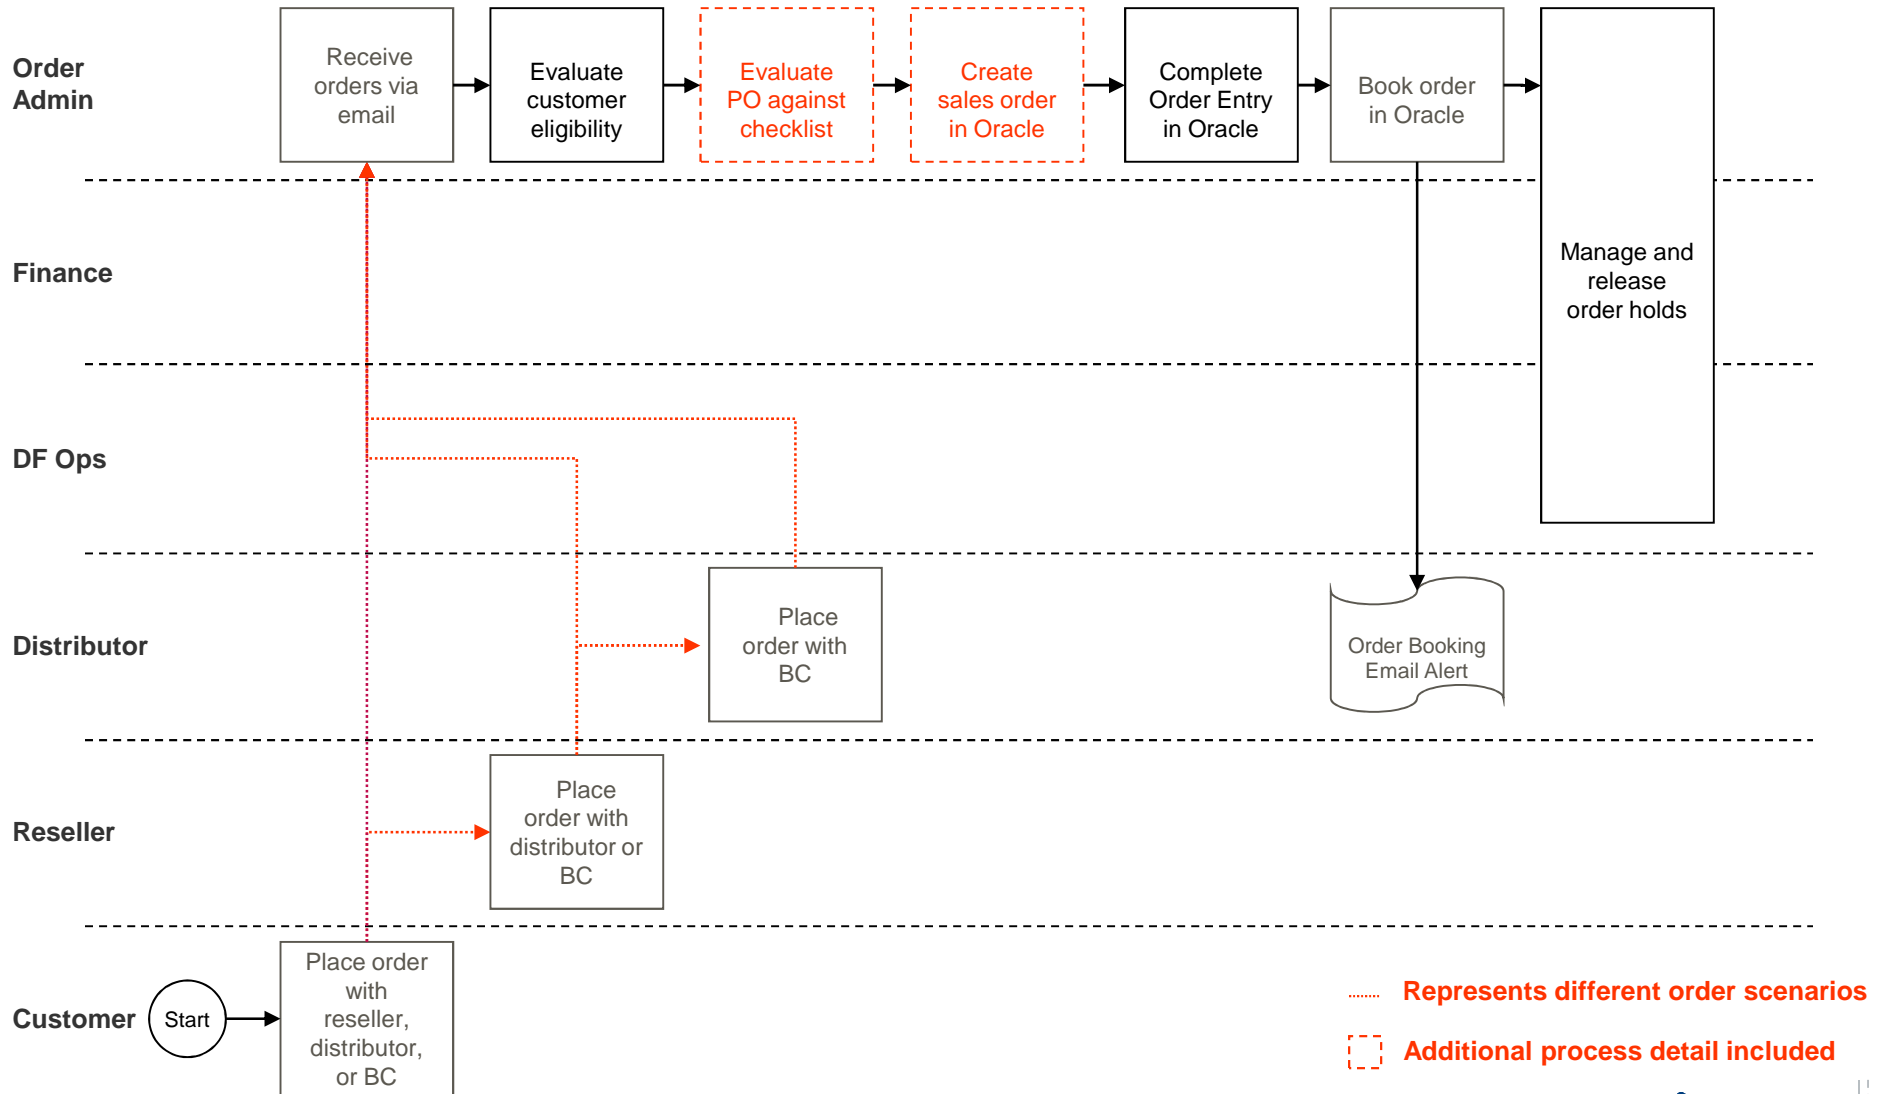 Order
Admin
Receive
orders via
email
Evaluate
customer
eligibility
Evaluate
PO against
checklist
Create
sales order
in Oracle
Complete
Order Entry
in Oracle
Book order
in Oracle
Manage and
release
order holds
Finance
DF Ops
Distributor
Place
order with
BC
Order Booking
Email Alert
Reseller
Place
order with
distributor or
BC
Customer
Start
Place order
with
reseller,
distributor,
or BC
Represents different order scenarios
Additional process detail included